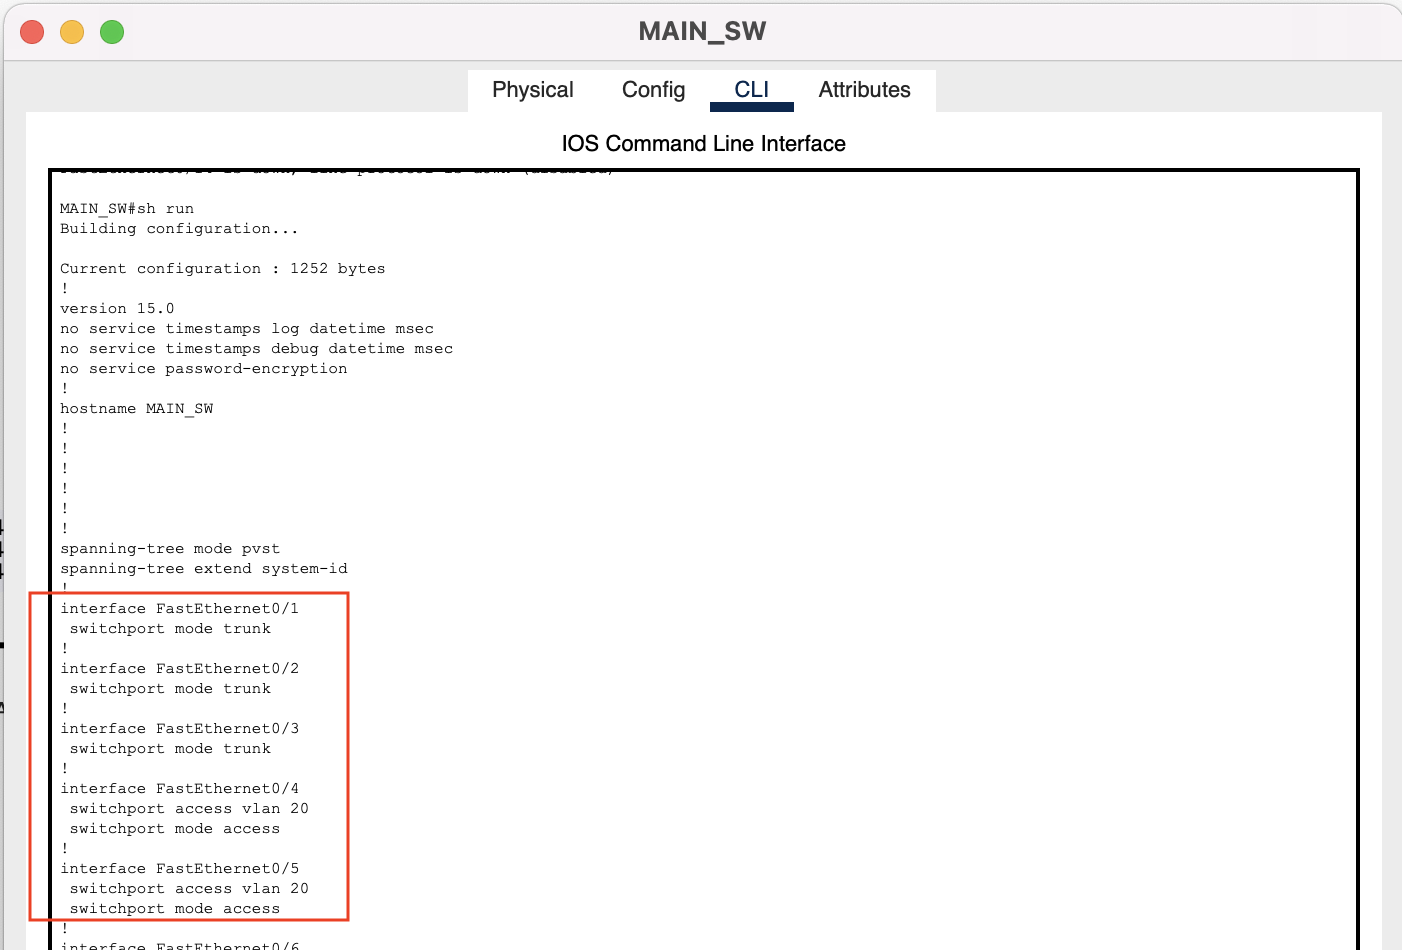 MAIN_SW
Physical Config CLI Attributes
IOS Command Line Interface
MAIN_SW#sh run
Building configuration...
Current configuration : 1252 bytes
!
version 15.0
no service timestamps log datetime msec
no service timestamps debug datetime msec
no service password-encryption
!
hostname MAIN_SW
!
!
!
!
!
!
spanning-tree mode pvst
spanning-tree extend system-id
!
interface FastEthernet0/1
switchport mode trunk
!
interface FastEthernet0/2
switchport mode trunk
!
interface FastEthernet0/3
switchport mode trunk
!
interface FastEthernet0/4
switchport access vlan 20
switchport mode access
!
interface FastEthernet0/5
switchport access vlan 20
switchport mode access
!
interface FastEthernet0/6